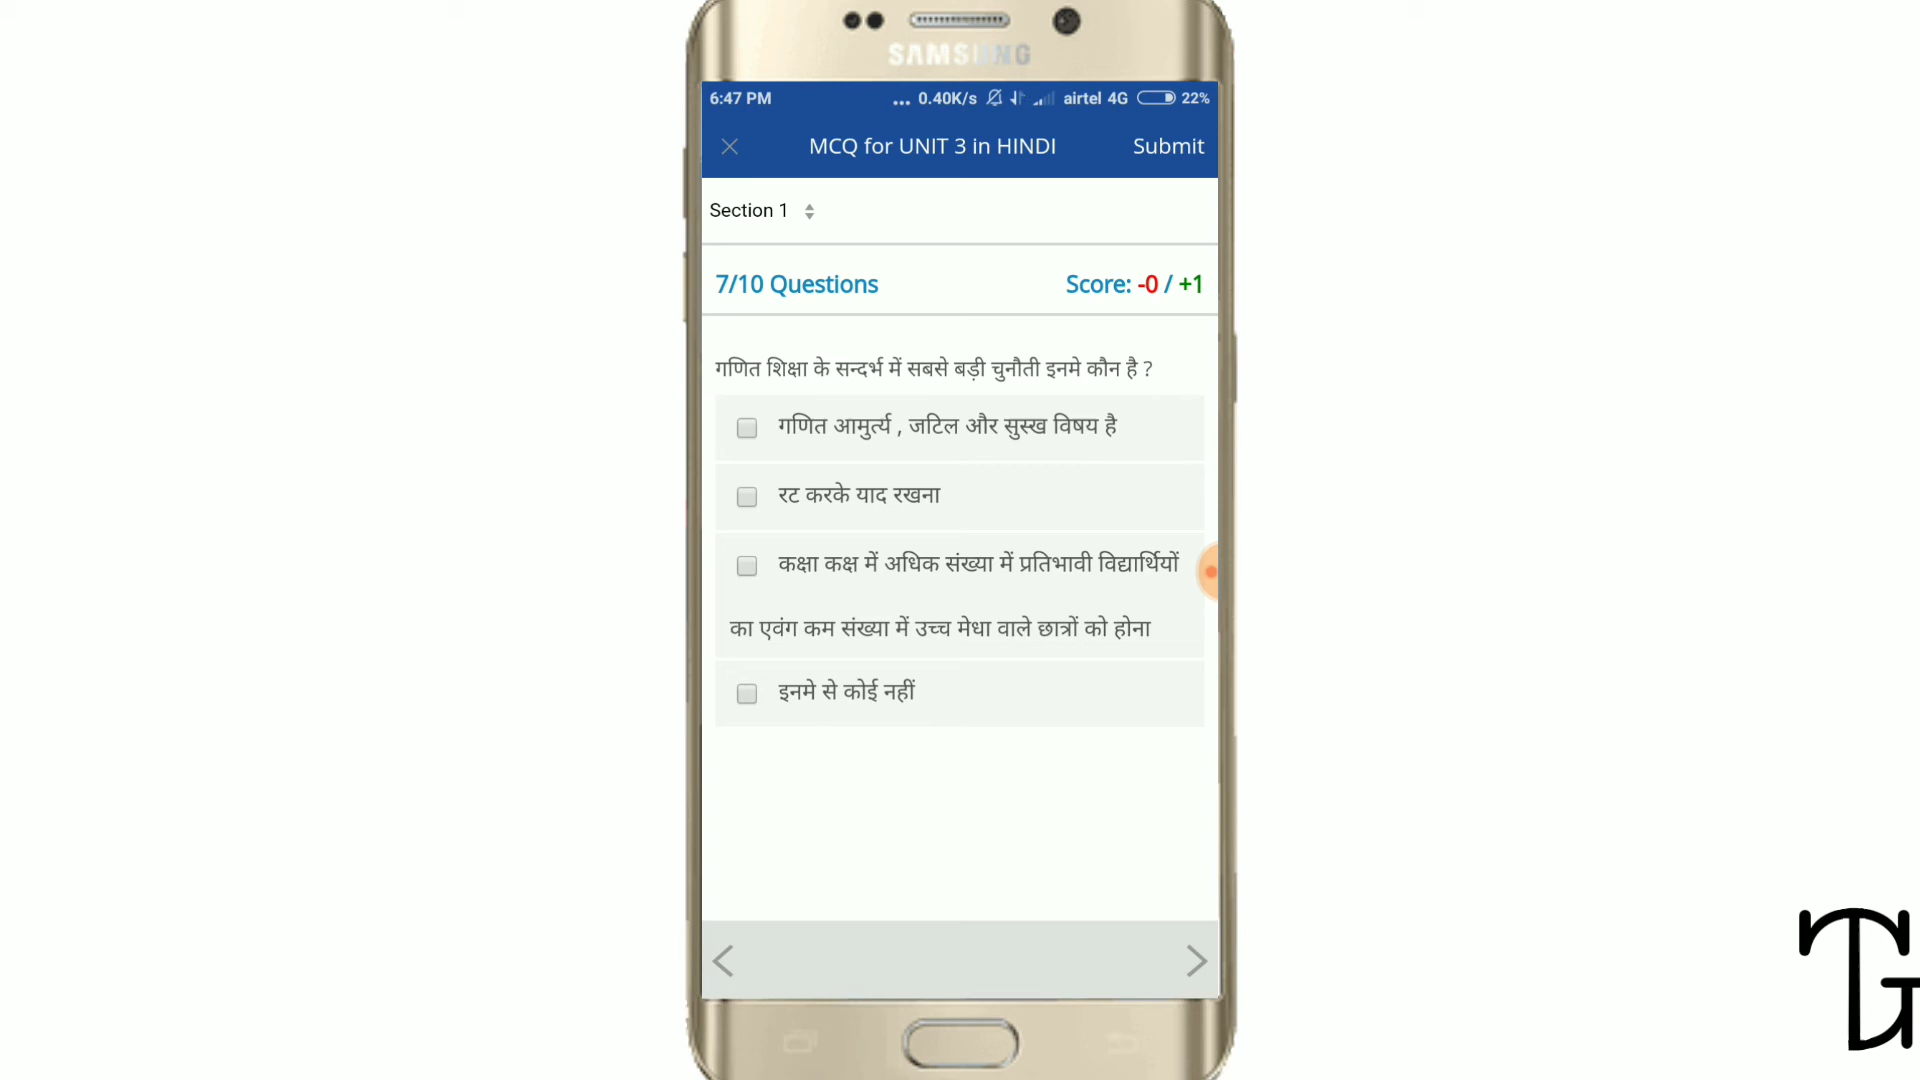 SAMSUNG
6:47 PM ... 0.40K/s airtel 4G 22%
MCQ for UNIT 3 in HINDI Submit
Section 1
7/10 Questions Score: -0 / +1
गणित शिक्षा के सन्दर्भ में सबसे बड़ी चुनौती इनमे कौन है ?
गणित आमुर्त्य , जटिल और सुस्ख विषय है
रट करके याद रखना
कक्षा कक्ष में अधिक संख्या में प्रतिभावी विद्यार्थियों
का एवंग कम संख्या में उच्च मेधा वाले छात्रों को होना
इनमे से कोई नहीं
TG